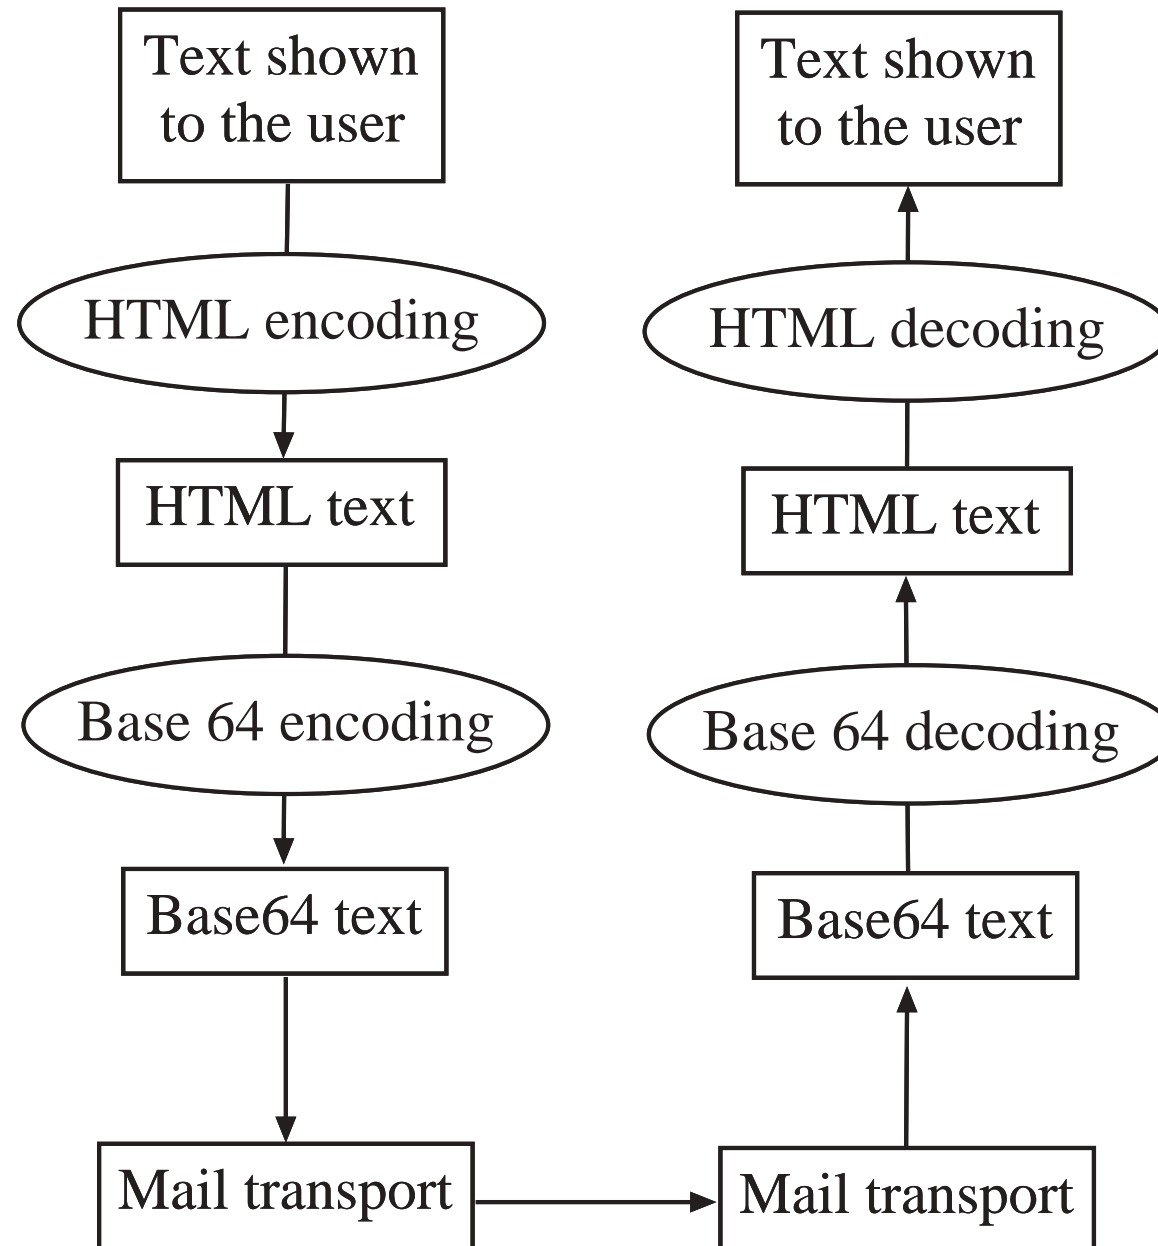 Text shown
to the user
HTML encoding
HTML text
Base 64 encoding
Base64 text
Mail transport
Text shown
to the user
HTML decoding
HTML text
Base 64 decoding
Base64 text
Mail transport